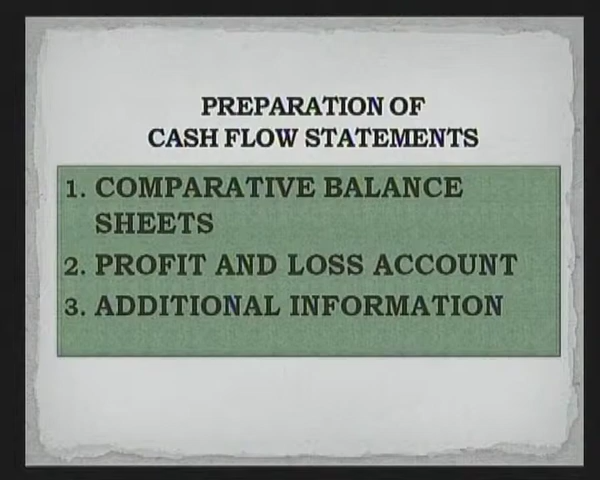 PREPARATION OF
CASH FLOW STATEMENTS
1. COMPARATIVE BALANCE
SHEETS
2. PROFIT AND LOSS ACCOUNT
3. ADDITIONAL INFORMATION